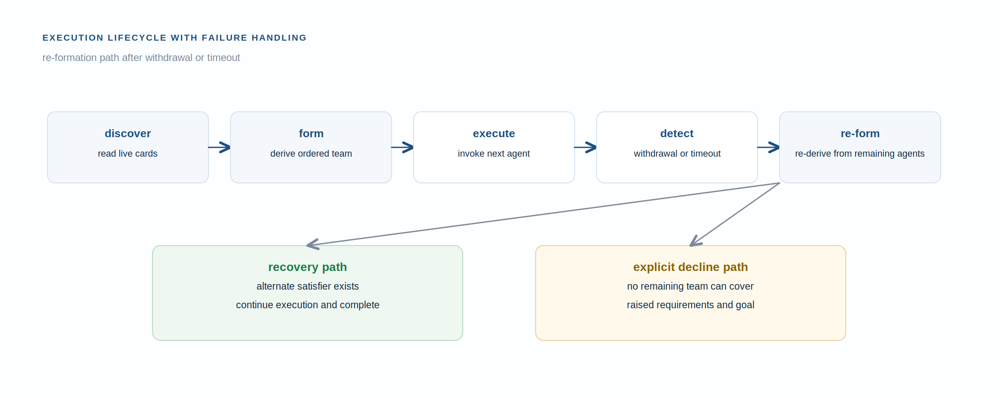 EXECUTION LIFECYCLE WITH FAILURE HANDLING
re-formation path after withdrawal or timeout
discover
read live cards
form
derive ordered team
execute
invoke next agent
detect
withdrawal or timeout
re-form
re-derive from remaining agents
recovery path
alternate satisfier exists
continue execution and complete
explicit decline path
no remaining team can cover
raised requirements and goal